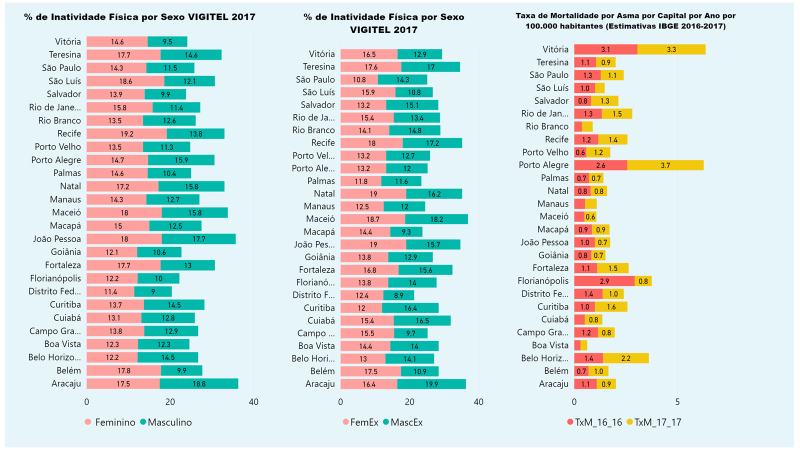 % de Inatividade Física por Sexo VIGITEL 2017
Vitória 14.6 9.5
Teresina 17.7 14.6
São Paulo 14.3 11.5
São Luís 18.6 12.1
Salvador 13.9 9.9
Rio de Jane... 15.8 11.4
Rio Branco 13.5 12.6
Recife 19.2 13.8
Porto Velho 13.5 11.3
Porto Alegre 14.7 15.9
Palmas 14.6 10.4
Natal 17.2 15.8
Manaus 14.3 12.7
Maceió 18 15.8
Macapá 15 12.5
João Pessoa 18 17.7
Goiânia 12.1 10.6
Fortaleza 17.7 13
Florianópolis 12.2 10
Distrito Fed... 11.4 9
Curitiba 13.7 14.5
Cuiabá 13.1 12.8
Campo Gra... 13.8 12.9
Boa Vista 12.3 12.3
Belo Horizo... 12.2 14.5
Belém 17.8 9.9
Aracaju 17.5 18.8
0 20 40
Feminino Masculino
% de Inatividade Física por Sexo
VIGITEL 2017
Vitória 16.5 12.9
Teresina 17.6 17
São Paulo 10.8 14.3
São Luís 15.9 10.8
Salvador 13.2 15.1
Rio de Ja... 15.4 13.4
Rio Branco 14.1 14.8
Recife 18 17.2
Porto Vel... 13.2 12.7
Porto Ale... 13.2 12
Palmas 11.8 11.6
Natal 19 16.2
Manaus 12.5 12
Maceió 18.7 18.2
Macapá 14.4 9.3
João Pes... 19 15.7
Goiânia 13.8 12.9
Fortaleza 16.8 15.6
Florianó... 13.8 14
Distrito F... 12.4 8.9
Curitiba 12 16.4
Cuiabá 15.4 16.5
Campo ... 15.5 9.7
Boa Vista 14.4 14
Belo Hori... 13 14.1
Belém 17.5 10.9
Aracaju 16.4 19.9
0 20 40
FemEx MascEx
Taxa de Mortalidade por Asma por Capital por Ano por
100.000 habitantes (Estimativas IBGE 2016-2017)
Vitória 3.1 3.3
Teresina 1.1 0.9
São Paulo 1.3 1.1
São Luís 1.0
Salvador 0.8 1.3
Rio de Jan... 1.3 1.5
Rio Branco
Recife 1.2 1.4
Porto Velho 0.6 1.2
Porto Alegre 2.6 3.7
Palmas 0.7 0.7
Natal 0.8 0.8
Manaus
Maceió 0.6
Macapá 0.9 0.9
João Pessoa 1.0 0.7
Goiânia 0.8 0.7
Fortaleza 1.1 1.5
Florianópolis 2.9 0.8
Distrito Fe... 1.4 1.0
Curitiba 1.0 1.6
Cuiabá 0.8
Campo Gra... 1.2 0.8
Boa Vista
Belo Horiz... 1.4 2.2
Belém 0.7 1.0
Aracaju 1.1 0.9
0 5
TxM_16_16 TxM_17_17